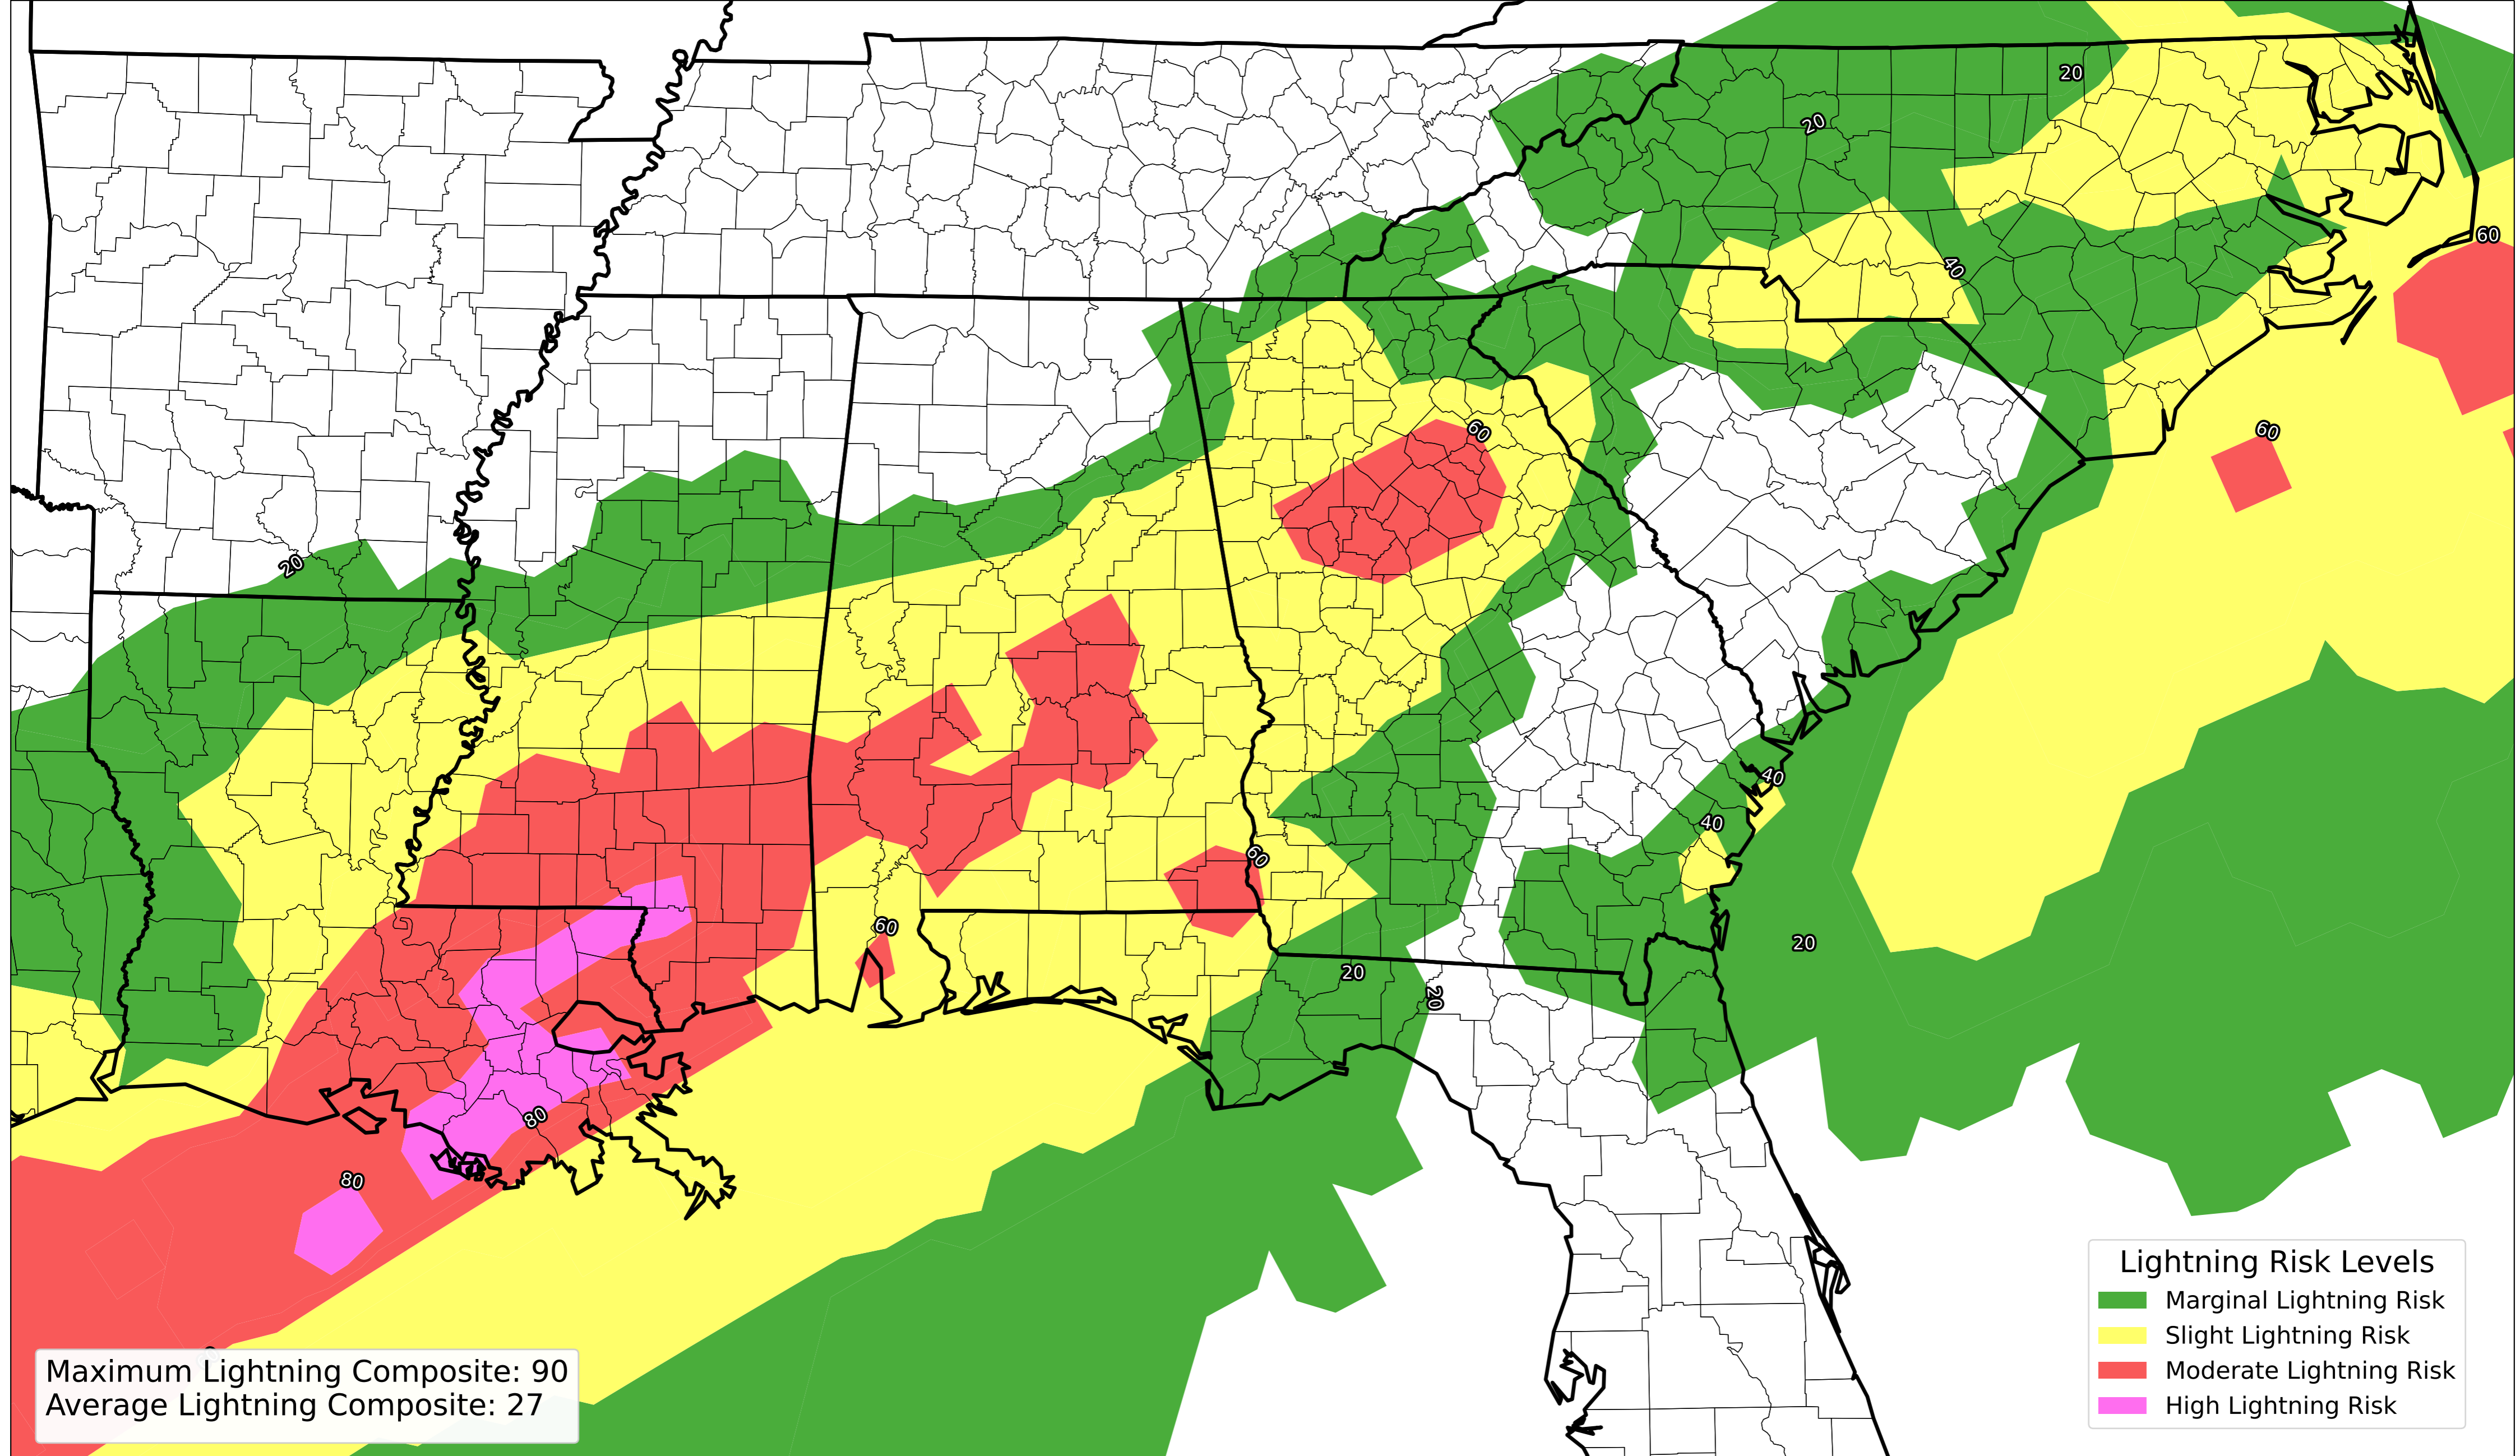 20
20
60
40
60
60
20
40
40
60
60
20
20
20
80
80
Lightning Risk Levels
Marginal Lightning Risk
Slight Lightning Risk
Moderate Lightning Risk
High Lightning Risk
Maximum Lightning Composite: 90
Average Lightning Composite: 27